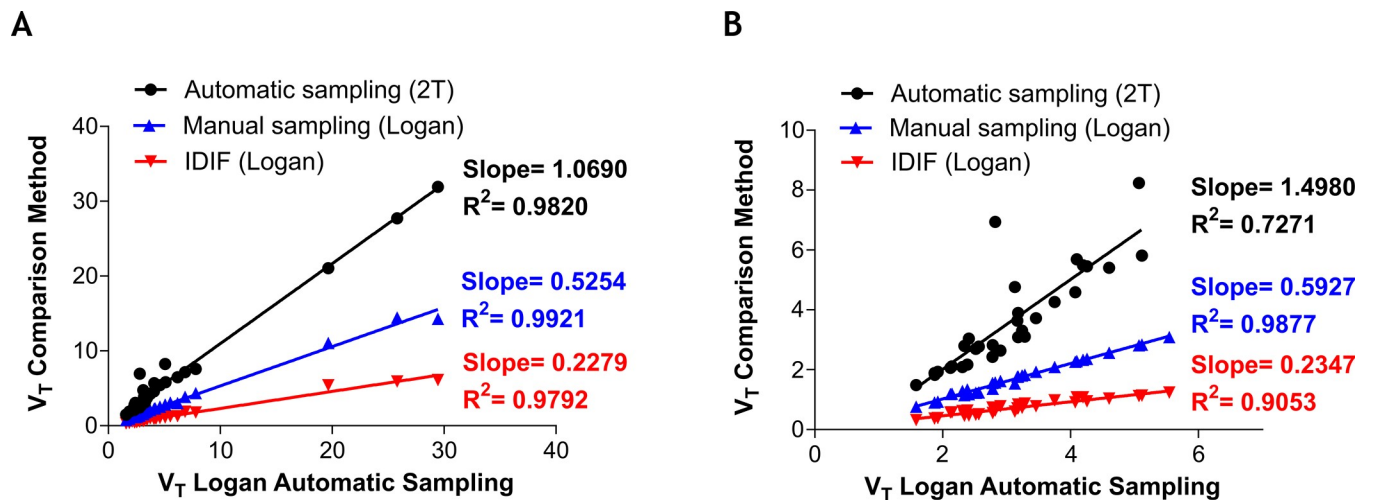 A
Automatic sampling (2T)
Manual sampling (Logan)
IDIF (Logan)
V_T Comparison Method
40
30
20
10
0
Slope= 1.0690
R²= 0.9820
Slope= 0.5254
R²= 0.9921
Slope= 0.2279
R²= 0.9792
0 10 20 30 40
V_T Logan Automatic Sampling
B
Automatic sampling (2T)
Manual sampling (Logan)
IDIF (Logan)
V_T Comparison Method
10
8
6
4
2
0
Slope= 1.4980
R²= 0.7271
Slope= 0.5927
R²= 0.9877
Slope= 0.2347
R²= 0.9053
0 2 4 6
V_T Logan Automatic Sampling